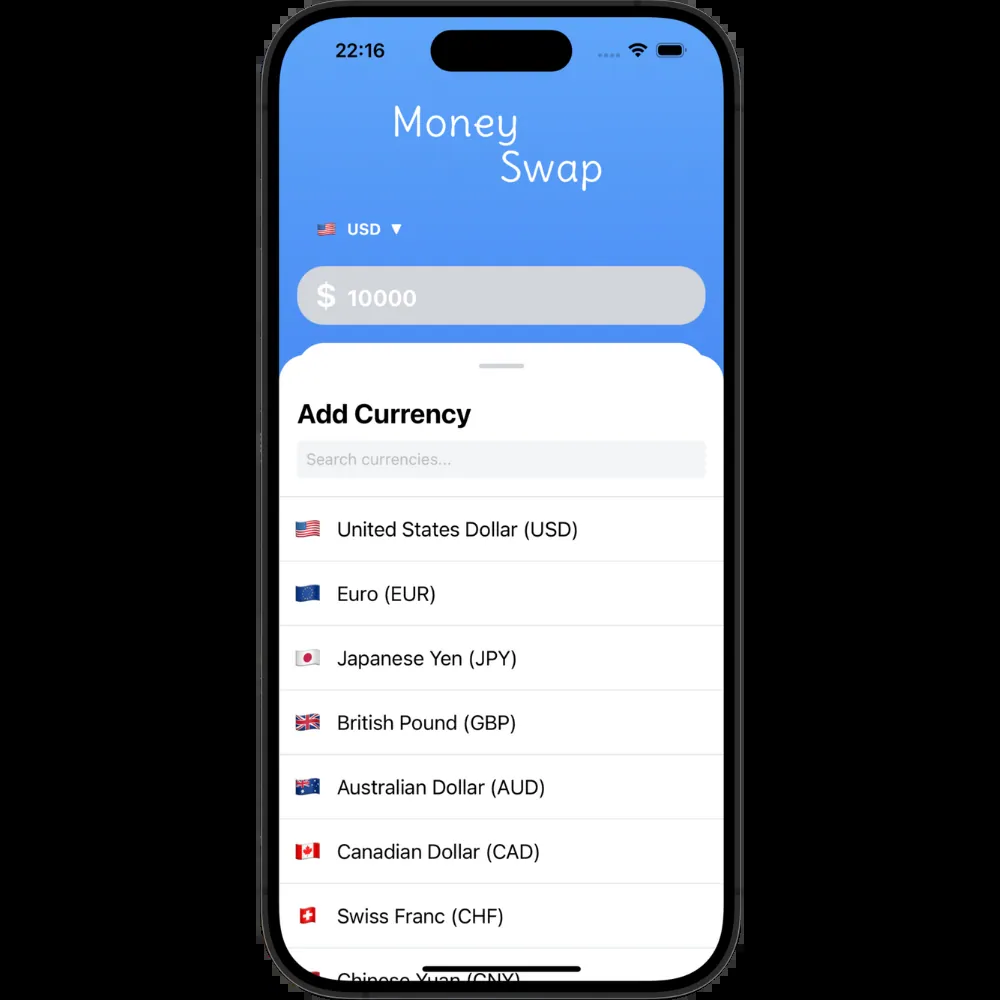 22:16
Money
Swap
🇺🇸 USD ▼
$ 10000
Add Currency
Search currencies...
🇺🇸 United States Dollar (USD)
🇪🇺 Euro (EUR)
🇯🇵 Japanese Yen (JPY)
🇬🇧 British Pound (GBP)
🇦🇺 Australian Dollar (AUD)
🇨🇦 Canadian Dollar (CAD)
🇨🇭 Swiss Franc (CHF)
Chinese Yuan (CNY)